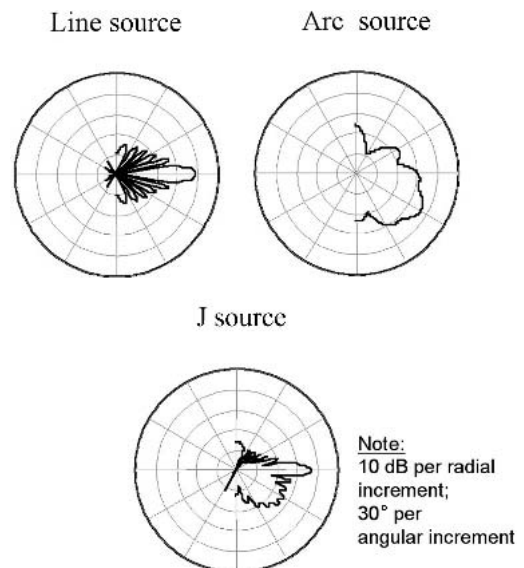 Line source
Arc source
J source
Note:
10 dB per radial
increment;
30° per
angular increment